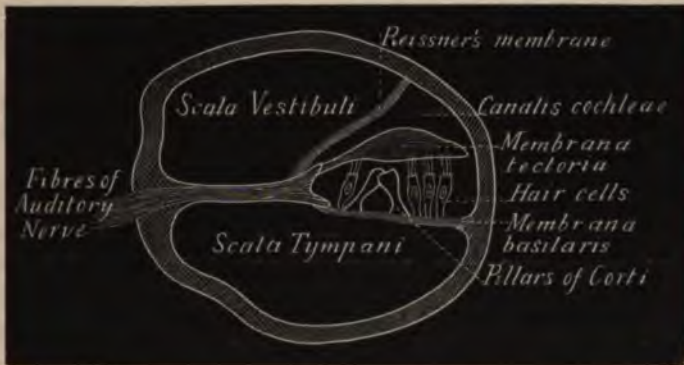 Reissner's membrane
Scala Vestibuli
Canalis cochleae
Membrana
tectoria
Fibres of
Auditory
Nerve
Hair cells
Membrana
basilaris
Scala Tympani
Pillars of Corti